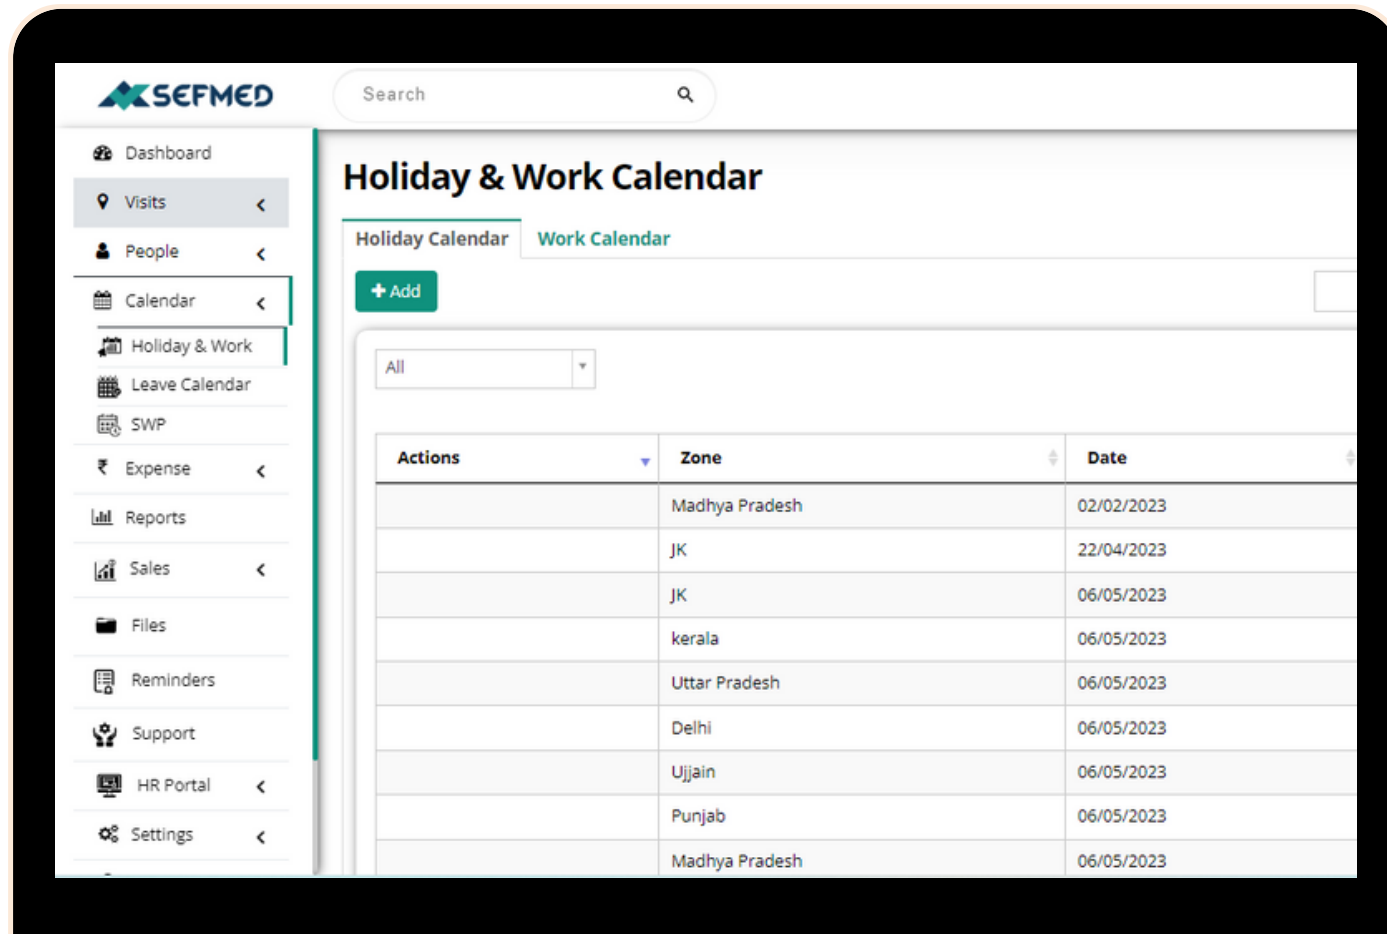 SEFMED
Search
Dashboard
Visits
People
Calendar
Holiday & Work
Leave Calendar
SWP
₹ Expense
Reports
Sales
Files
Reminders
Support
HR Portal
Settings
Holiday & Work Calendar
Holiday Calendar Work Calendar
+ Add
All
Actions Zone Date
Madhya Pradesh 02/02/2023
JK 22/04/2023
JK 06/05/2023
kerala 06/05/2023
Uttar Pradesh 06/05/2023
Delhi 06/05/2023
Ujjain 06/05/2023
Punjab 06/05/2023
Madhya Pradesh 06/05/2023